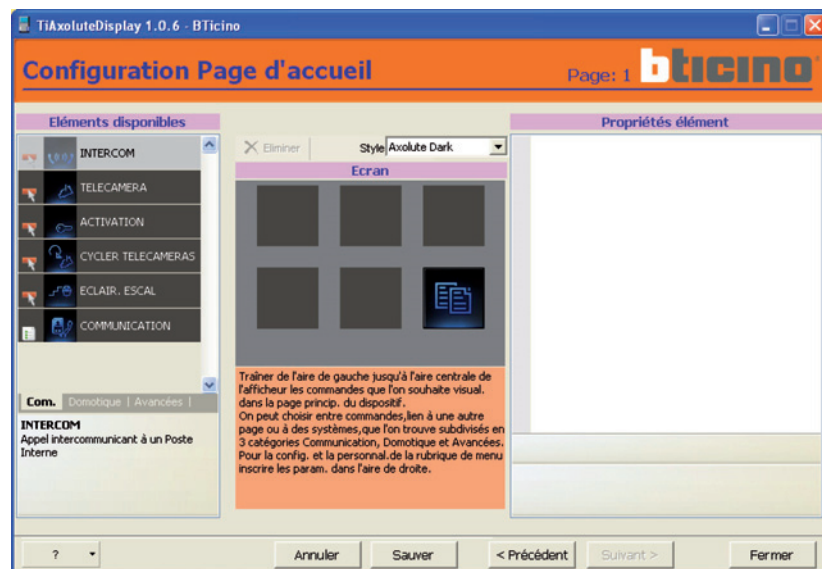 TiAxoluteDisplay 1.0.6 - BTicino
Configuration Page d'accueil
Page: 1
bticino
Eléments disponibles
INTERCOM
TELECAMERA
ACTIVATION
CYCLER TELECAMERAS
ECLAIR. ESCAL
COMMUNICATION
Com. Domotique | Avancées |
INTERCOM
Appel intercommunicant à un Poste
Interne
Eliminer
Style Axolute Dark
Ecran
Traîner de l'aire de gauche jusqu'à l'aire centrale de
l'afficheur les commandes que l'on souhaite visual.
dans la page princip. du dispositif.
On peut choisir entre commandes,lien à une autre
page ou à des systèmes,que l'on trouve subdivisés en
3 catégories Communication, Domotique et Avancées.
Pour la config. et la personnal.de la rubrique de menu
inscrire les param. dans l'aire de droite.
Propriétés élément
?
Annuler
Sauver
< Précédent
Suivant >
Fermer